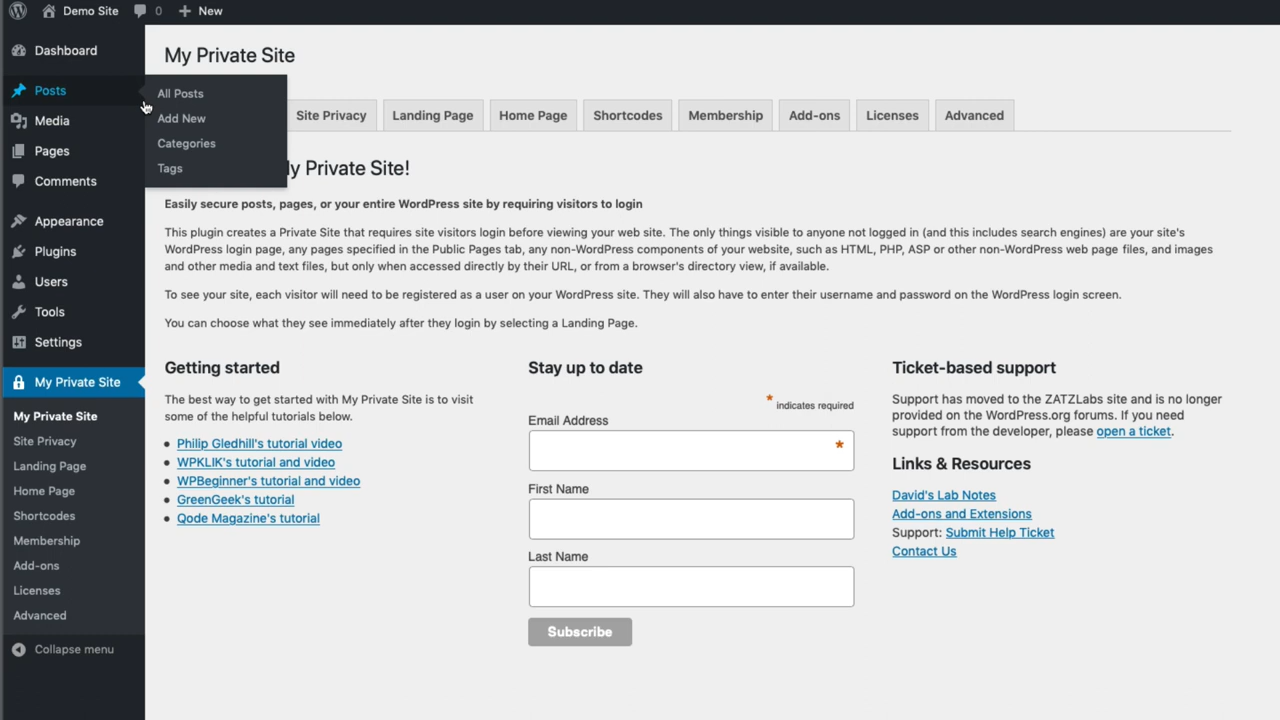 Demo Site 0 New
Dashboard
Posts
Media
Pages
Comments
Appearance
Plugins
Users
Tools
Settings
My Private Site
My Private Site
Site Privacy
Landing Page
Home Page
Shortcodes
Membership
Add-ons
Licenses
Advanced
Collapse menu
All Posts
Add New
Categories
Tags
My Private Site
Site Privacy Landing Page Home Page Shortcodes Membership Add-ons Licenses Advanced
Private Site!
Easily secure posts, pages, or your entire WordPress site by requiring visitors to login
This plugin creates a Private Site that requires site visitors login before viewing your web site. The only things visible to anyone not logged in (and this includes search engines) are your site's
WordPress login page, any pages specified in the Public Pages tab, any non-WordPress components of your website, such as HTML, PHP, ASP or other non-WordPress web page files, and images
and other media and text files, but only when accessed directly by their URL, or from a browser's directory view, if available.
To see your site, each visitor will need to be registered as a user on your WordPress site. They will also have to enter their username and password on the WordPress login screen.
You can choose what they see immediately after they login by selecting a Landing Page.
Getting started
The best way to get started with My Private Site is to visit
some of the helpful tutorials below.
• Philip Gledhill's tutorial video
• WPKLIK's tutorial and video
• WPBeginner's tutorial and video
• GreenGeek's tutorial
• Qode Magazine's tutorial
Stay up to date
* indicates required
Email Address
*
First Name
Last Name
Subscribe
Ticket-based support
Support has moved to the ZATZLabs site and is no longer
provided on the WordPress.org forums. If you need
support from the developer, please open a ticket.
Links & Resources
David's Lab Notes
Add-ons and Extensions
Support: Submit Help Ticket
Contact Us